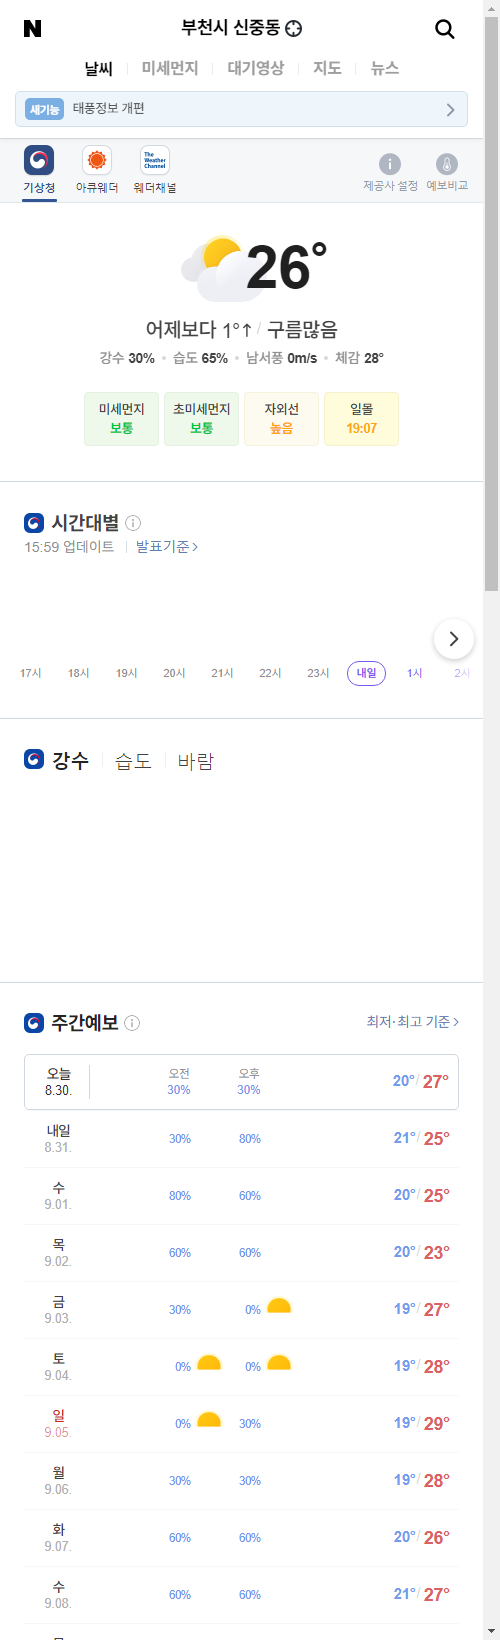 N
부천시 신중동
날씨 미세먼지 대기영상 지도 뉴스
새기능 태풍정보 개편
The Weather Channel
기상청 아큐웨더 웨더채널 제공사 설정 예보비교
26°
어제보다 1°↑ / 구름많음
강수 30% • 습도 65% • 남서풍 0m/s • 체감 28°
미세먼지 초미세먼지 자외선 일몰
보통 보통 높음 19:07
시간대별
15:59 업데이트 발표기준 >
17시 18시 19시 20시 21시 22시 23시 내일 1시 2시
강수 습도 바람
주간예보 최저·최고 기준 >
오늘 오전 오후
8.30. 30% 30% 20°/ 27°
내일
8.31. 30% 80% 21°/ 25°
수
9.01. 80% 60% 20°/ 25°
목
9.02. 60% 60% 20°/ 23°
금
9.03. 30% 0% 19°/ 27°
토
9.04. 0% 0% 19°/ 28°
일
9.05. 0% 30% 19°/ 29°
월
9.06. 30% 30% 19°/ 28°
화
9.07. 60% 60% 20°/ 26°
수
9.08. 60% 60% 21°/ 27°